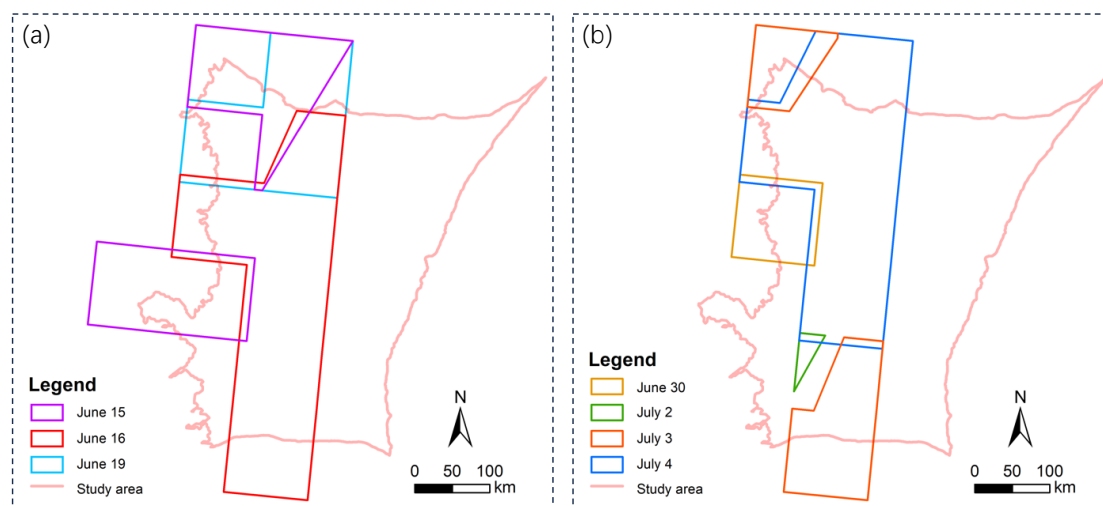 (a)
Legend
June 15
June 16
June 19
Study area
N
0 50 100
km
(b)
Legend
June 30
July 2
July 3
July 4
Study area
N
0 50 100
km